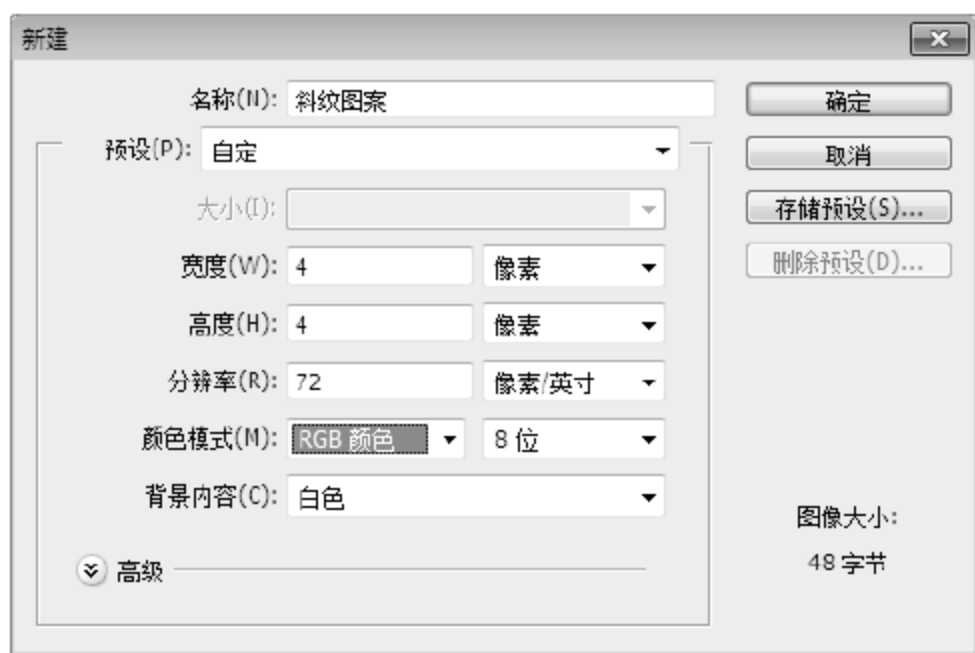 新建
名称(N): 斜纹图案
确定
预设(P): 自定
取消
大小(I):
存储预设(S)...
宽度(W): 4 像素
删除预设(D)...
高度(H): 4 像素
分辨率(R): 72 像素/英寸
颜色模式(M): RGB 颜色 8 位
背景内容(C): 白色
图像大小:
高级
48 字节